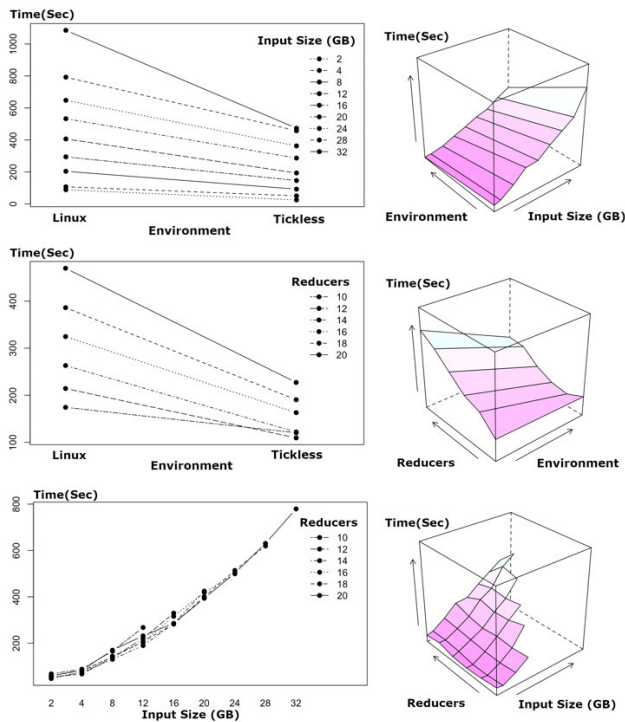 Time(Sec)
Input Size (GB)
2
4
8
12
16
20
24
28
32
0
200
400
600
800
1000
Linux
Tickless
Environment
Time(Sec)
Environment
Input Size (GB)
Time(Sec)
Reducers
10
12
14
16
18
20
100
200
300
400
Linux
Tickless
Environment
Time(Sec)
Reducers
Environment
Time(Sec)
Reducers
10
12
14
16
18
20
200
400
600
800
2 4 8 12 16 20 24 28 32
Input Size (GB)
Time(Sec)
Reducers
Input Size (GB)